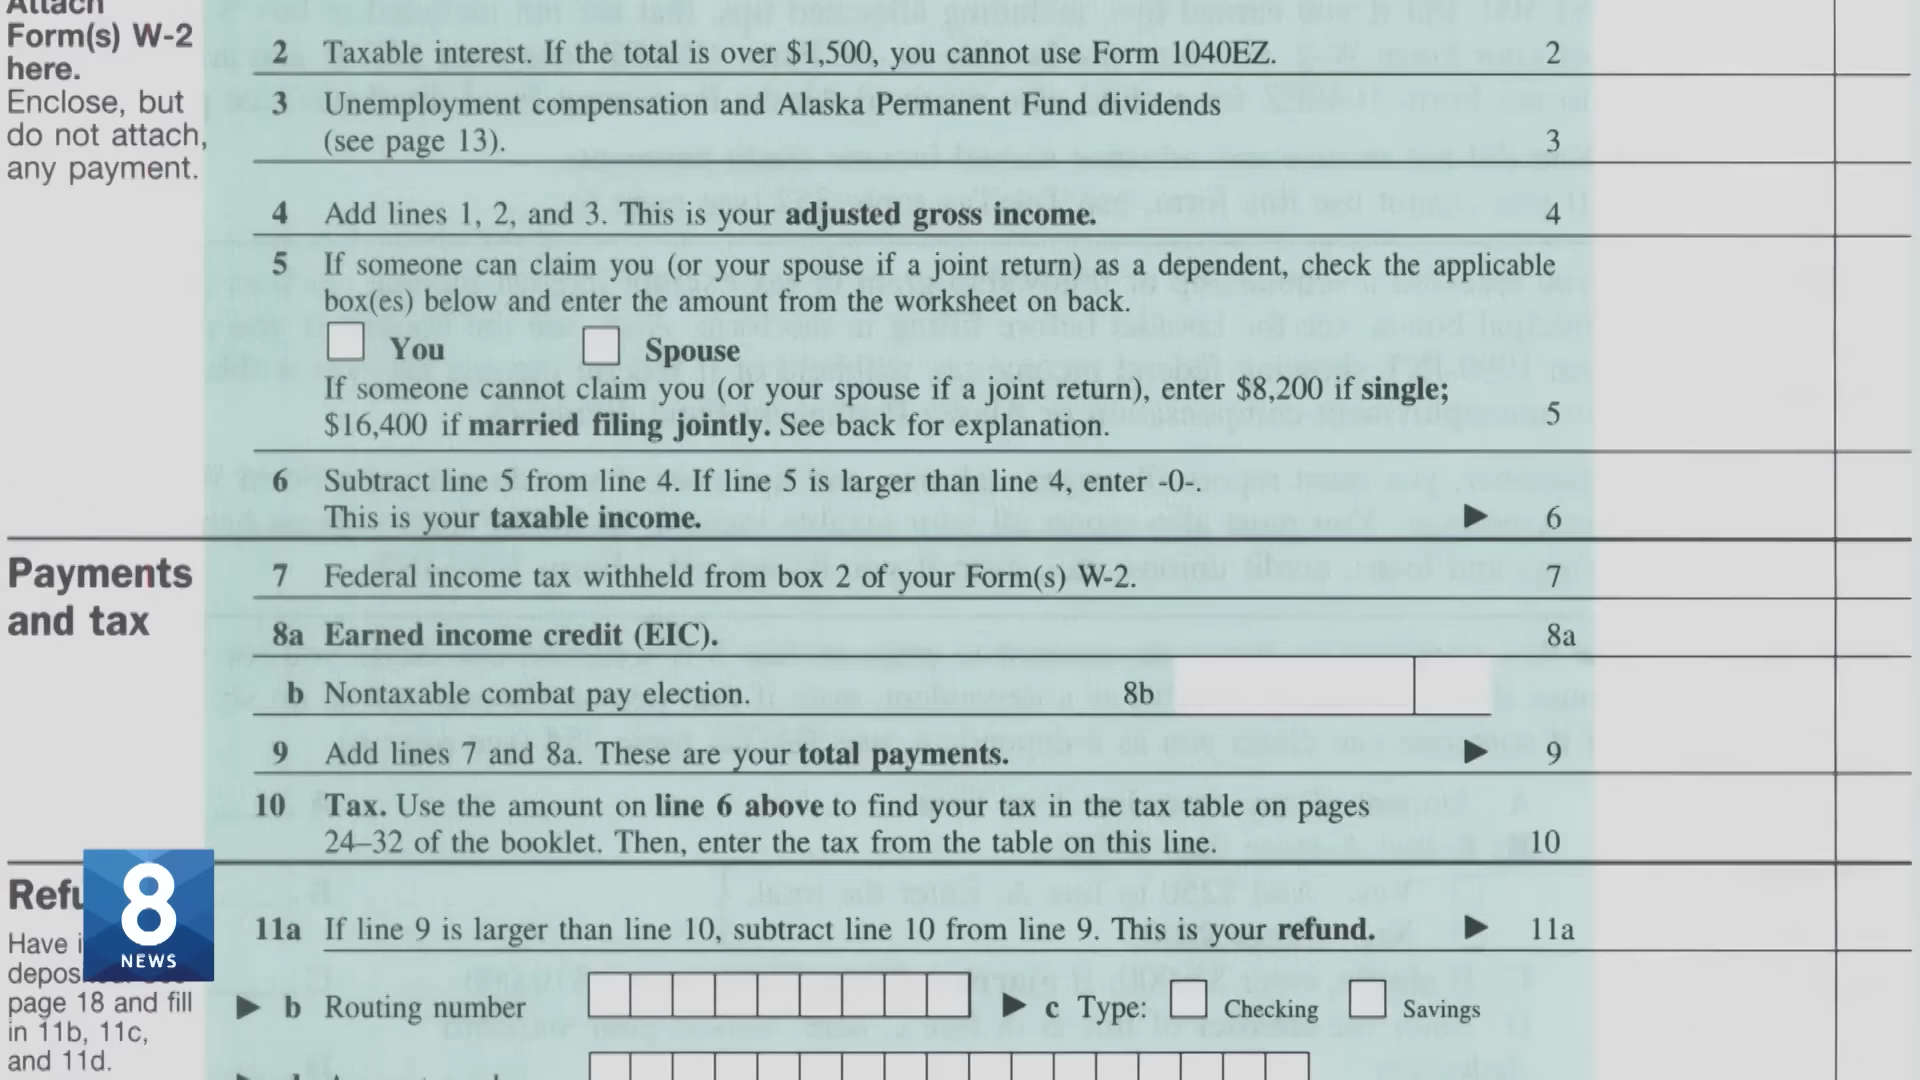 Attach
Form(s) W-2
here.
Enclose, but
do not attach,
any payment.
2 Taxable interest. If the total is over $1,500, you cannot use Form 1040EZ. 2
3 Unemployment compensation and Alaska Permanent Fund dividends
(see page 13). 3
4 Add lines 1, 2, and 3. This is your adjusted gross income. 4
5 If someone can claim you (or your spouse if a joint return) as a dependent, check the applicable
box(es) below and enter the amount from the worksheet on back.
You Spouse
If someone cannot claim you (or your spouse if a joint return), enter $8,200 if single;
$16,400 if married filing jointly. See back for explanation. 5
6 Subtract line 5 from line 4. If line 5 is larger than line 4, enter -0-.
This is your taxable income. ▶ 6
Payments
and tax
7 Federal income tax withheld from box 2 of your Form(s) W-2. 7
8a Earned income credit (EIC). 8a
b Nontaxable combat pay election. 8b
9 Add lines 7 and 8a. These are your total payments. ▶ 9
10 Tax. Use the amount on line 6 above to find your tax in the tax table on pages
24–32 of the booklet. Then, enter the tax from the table on this line. 10
Refu
Have i
depos
page 18 and fill
in 11b, 11c,
and 11d.
8
NEWS
11a If line 9 is larger than line 10, subtract line 10 from line 9. This is your refund. ▶ 11a
▶ b Routing number ▶ c Type: Checking Savings